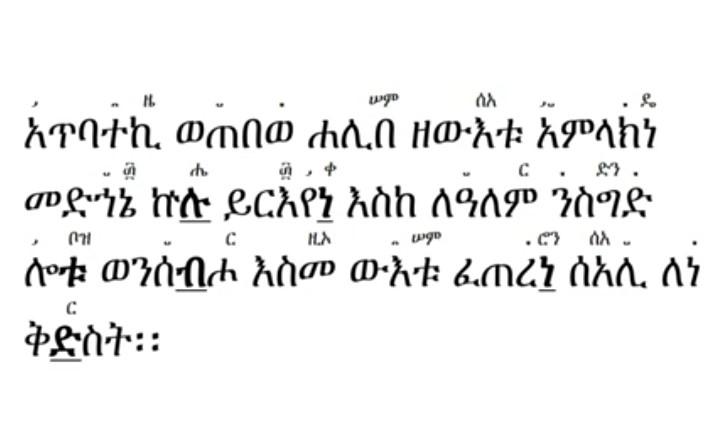 ዜ ሠም ሰአ ዴ
አጥባተኪ ወጠበወ ሐሊበ ዘውእቱ አምላክነ
፴ ሔ ፴ ቀ ር ድን
መድኀኔ ኵሉ ይርእየነ እስከ ለዓለም ንስግድ
ቦዝ ር ዚአ ሠም ሮን ሰአ
ሎቱ ወንሰብሖ እስመ ውእቱ ፈጠረነ ሰአሊ ለነ
ር
ቅድስት፡፡